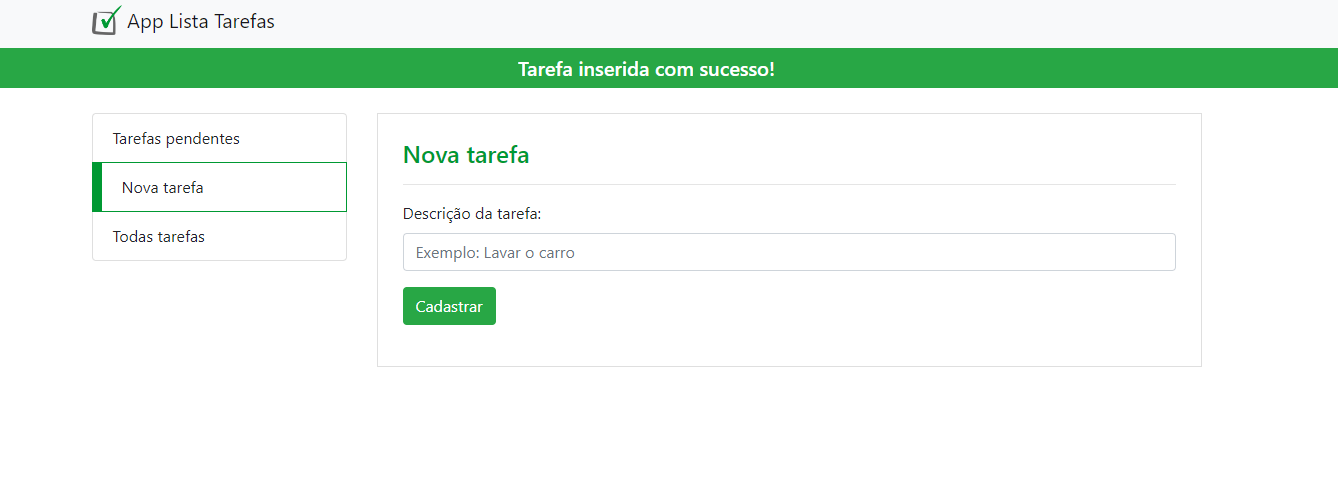 App Lista Tarefas
Tarefa inserida com sucesso!
Tarefas pendentes
Nova tarefa
Todas tarefas
Nova tarefa
Descrição da tarefa:
Exemplo: Lavar o carro
Cadastrar